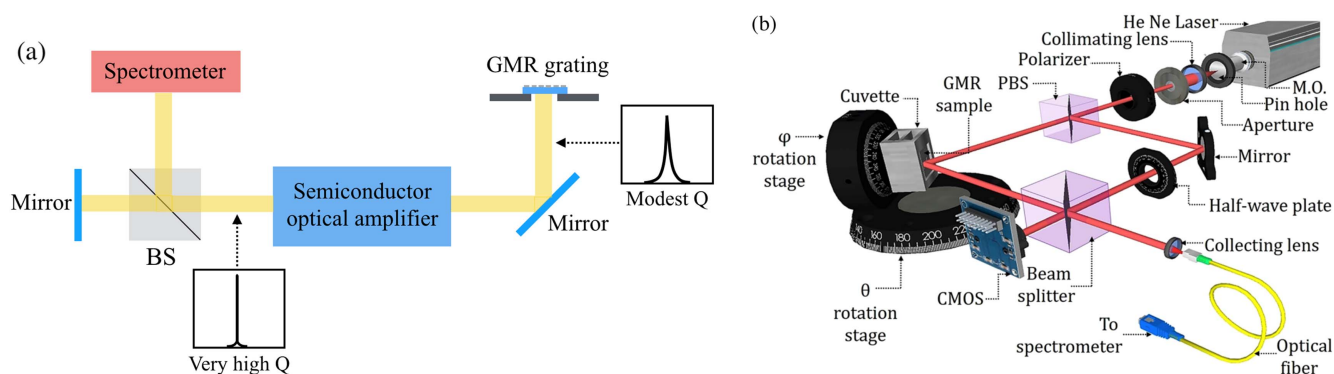 (a)
Spectrometer
GMR grating
Mirror
BS
Semiconductor
optical amplifier
Mirror
Modest Q
Very high Q
(b)
He Ne Laser
Collimating lens
Polarizer
PBS
GMR
sample
Cuvette
M.O.
Pin hole
Aperture
Mirror
Half-wave plate
Collecting lens
φ
rotation
stage
140 160 180 200 22
θ
rotation
stage
CMOS
Beam
splitter
To
spectrometer
Optical
fiber